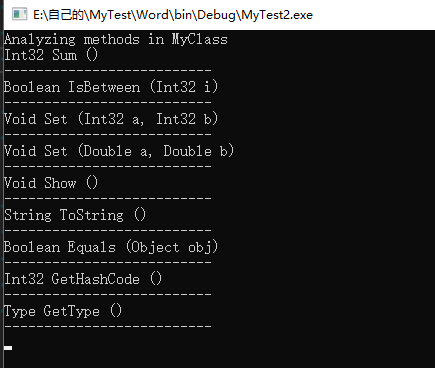 E:\自己的\MyTest\Word\bin\Debug\MyTest2.exe
Analyzing methods in MyClass
Int32 Sum ()
--------------------------
Boolean IsBetween (Int32 i)
--------------------------
Void Set (Int32 a, Int32 b)
--------------------------
Void Set (Double a, Double b)
--------------------------
Void Show ()
--------------------------
String ToString ()
--------------------------
Boolean Equals (Object obj)
--------------------------
Int32 GetHashCode ()
--------------------------
Type GetType ()
--------------------------